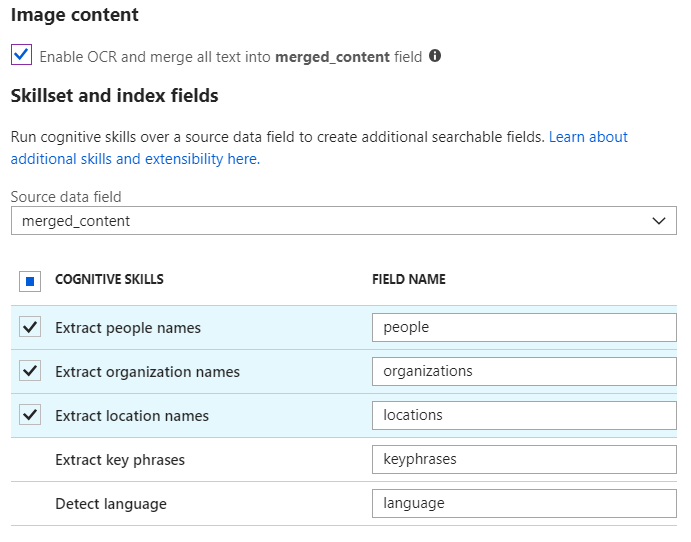 Image content
Enable OCR and merge all text into merged_content field
Skillset and index fields
Run cognitive skills over a source data field to create additional searchable fields. Learn about
additional skills and extensibility here.
Source data field
merged_content
COGNITIVE SKILLS FIELD NAME
Extract people names people
Extract organization names organizations
Extract location names locations
Extract key phrases keyphrases
Detect language language